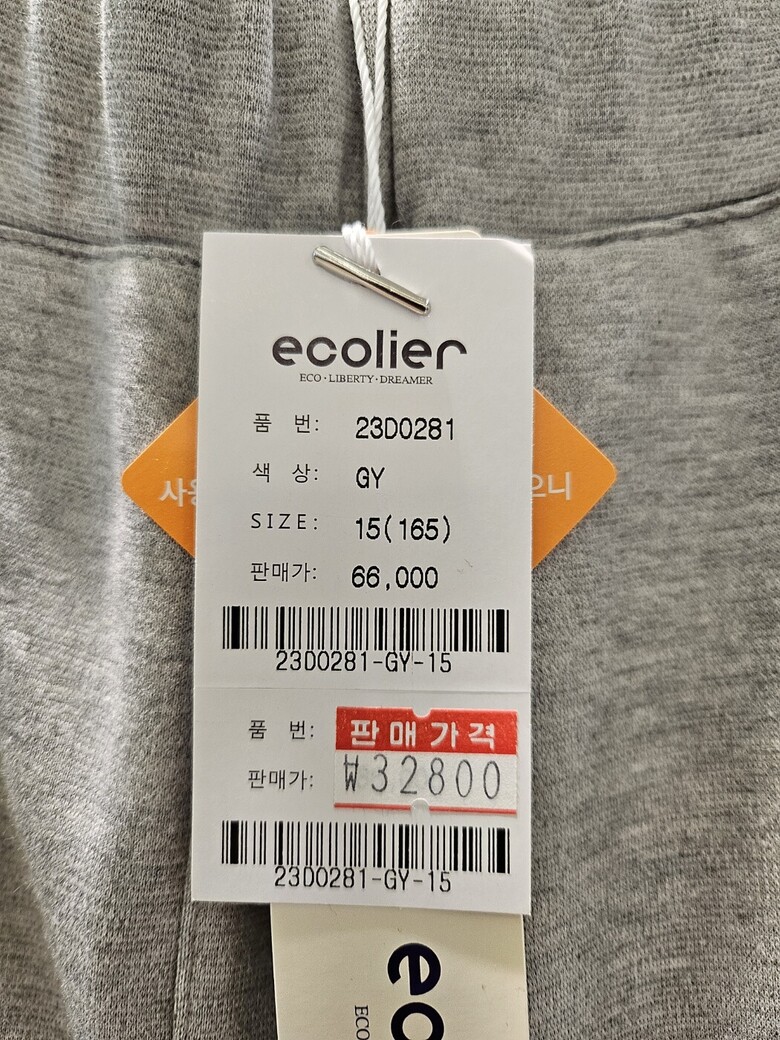 ecolier
ECO·LIBERTY·DREAMER
품 번: 23D0281
색 상: GY
SIZE: 15(165)
판매가: 66,000
23D0281-GY-15
품 번:
판매가격
판매가: ₩32800
23D0281-GY-15